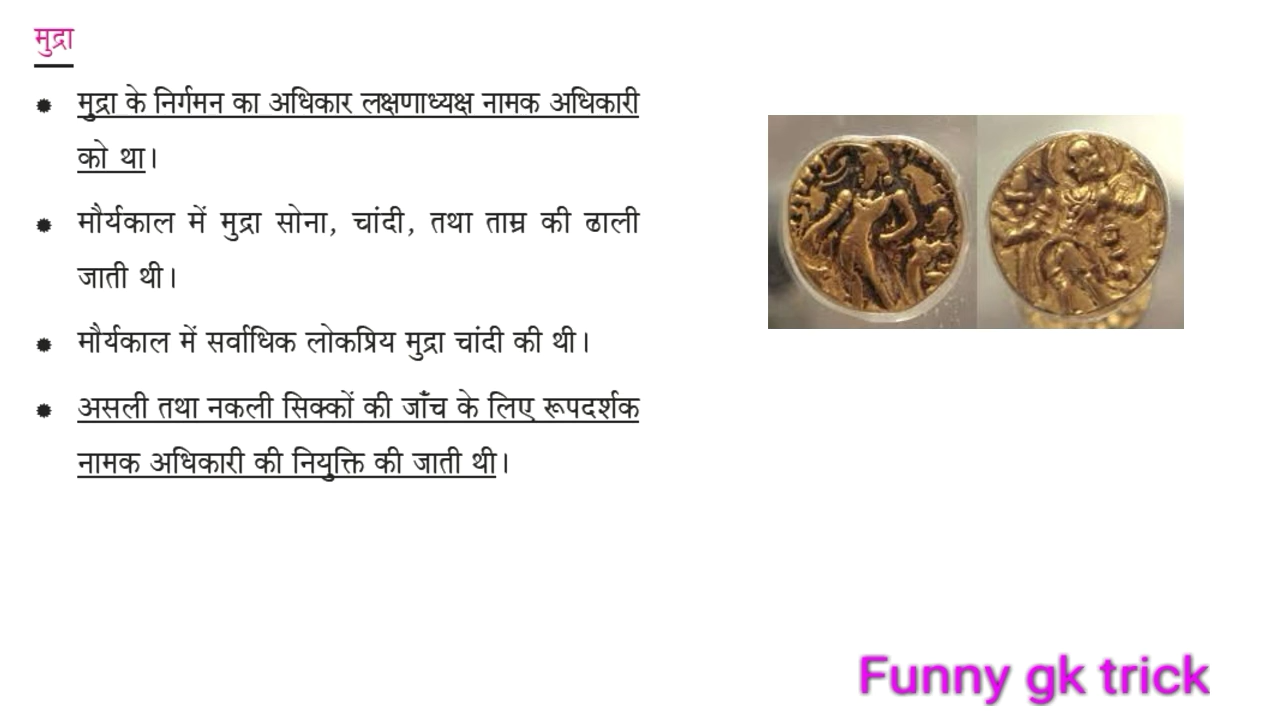 मुद्रा
मुद्रा के निर्गमन का अधिकार लक्षणाध्यक्ष नामक अधिकारी
को था।
मौर्यकाल में मुद्रा सोना, चांदी, तथा ताम्र की ढाली
जाती थी।
मौर्यकाल में सर्वाधिक लोकप्रिय मुद्रा चांदी की थी।
असली तथा नकली सिक्कों की जाँच के लिए रूपदर्शक
नामक अधिकारी की नियुक्ति की जाती थी।
Funny gk trick